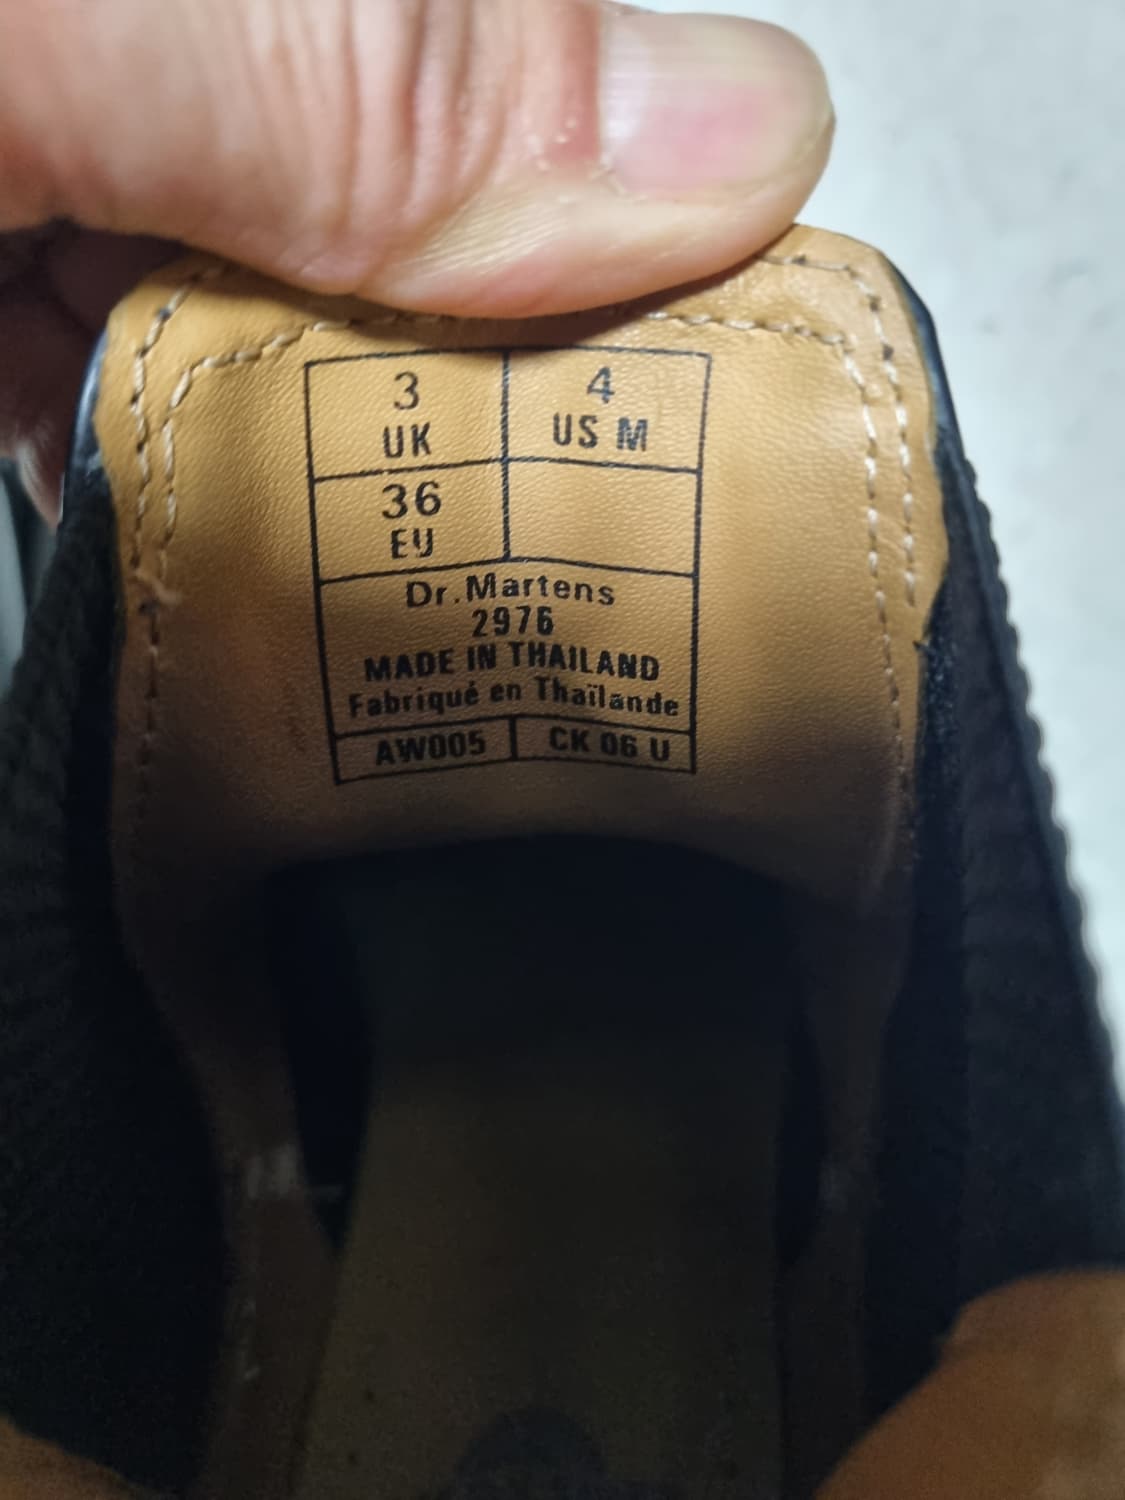 3 4
UK US M
36
EU
Dr.Martens
2976
MADE IN THAILAND
Fabriqué en Thaïlande
AW005 CK 06 U